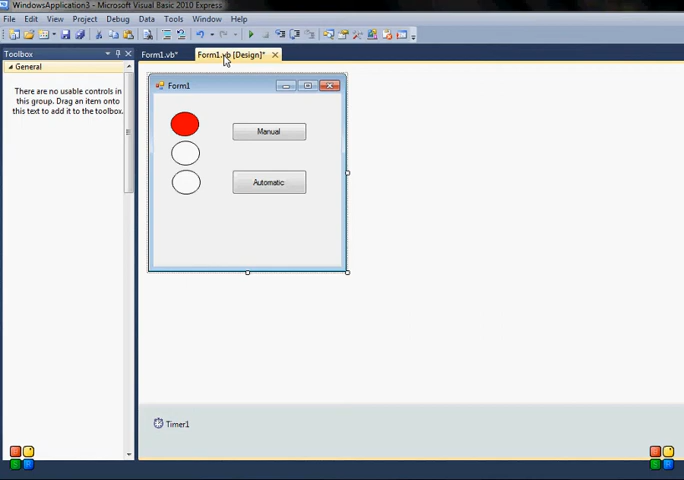 WindowsApplication3 - Microsoft Visual Basic 2010 Express
File Edit View Project Debug Data Tools Window Help
Toolbox
Form1.vb* Form1.vb [Design]*
General
There are no usable controls in
this group. Drag an item onto
this text to add it to the toolbox.
Form1
Manual
Automatic
Timer1